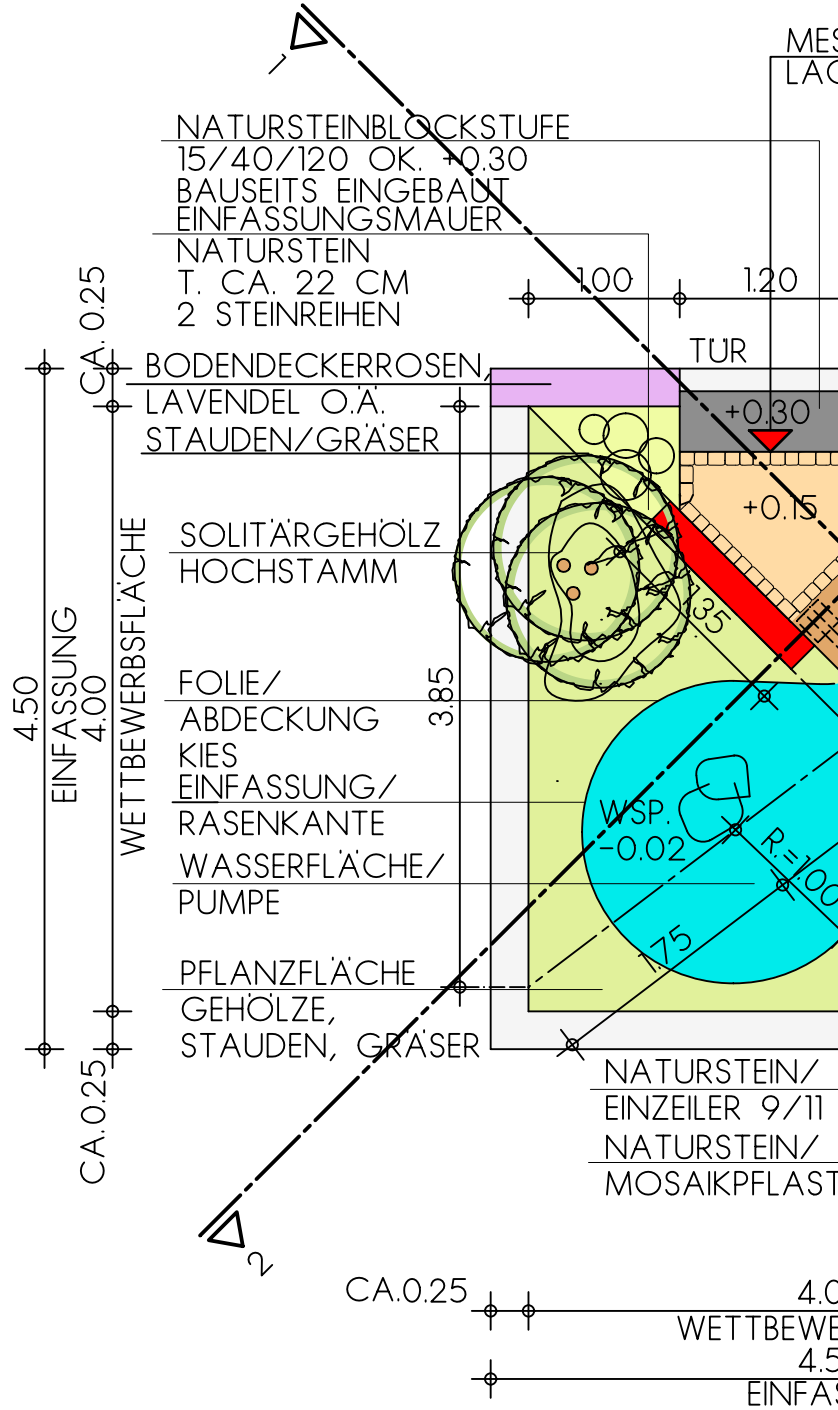 MES
LAG
1
NATURSTEINBLOCKSTUFE
15/40/120 OK. +0.30
BAUSEITS EINGEBAUT
EINFASSUNGSMAUER
NATURSTEIN
T. CA. 22 CM
2 STEINREIHEN
CA. 0.25
1.00
1.20
TÜR
BODENDECKERROSEN,
LAVENDEL O.Ä.
STAUDEN/GRÄSER
+0.30
+0.15
SOLITÄRGEHÖLZ
HOCHSTAMM
4.50
EINFASSUNG
4.00
WETTBEWERBSFLÄCHE
3.85
1.35
FOLIE/
ABDECKUNG
KIES
EINFASSUNG/
RASENKANTE
WSP.
-0.02
R.=1.00
WASSERFLÄCHE/
PUMPE
1.75
PFLANZFLÄCHE
GEHÖLZE,
STAUDEN, GRÄSER
CA.0.25
NATURSTEIN/
EINZEILER 9/11
NATURSTEIN/
MOSAIKPFLAST
2
CA.0.25
4.0
WETTBEWE
4.5
EINFAS